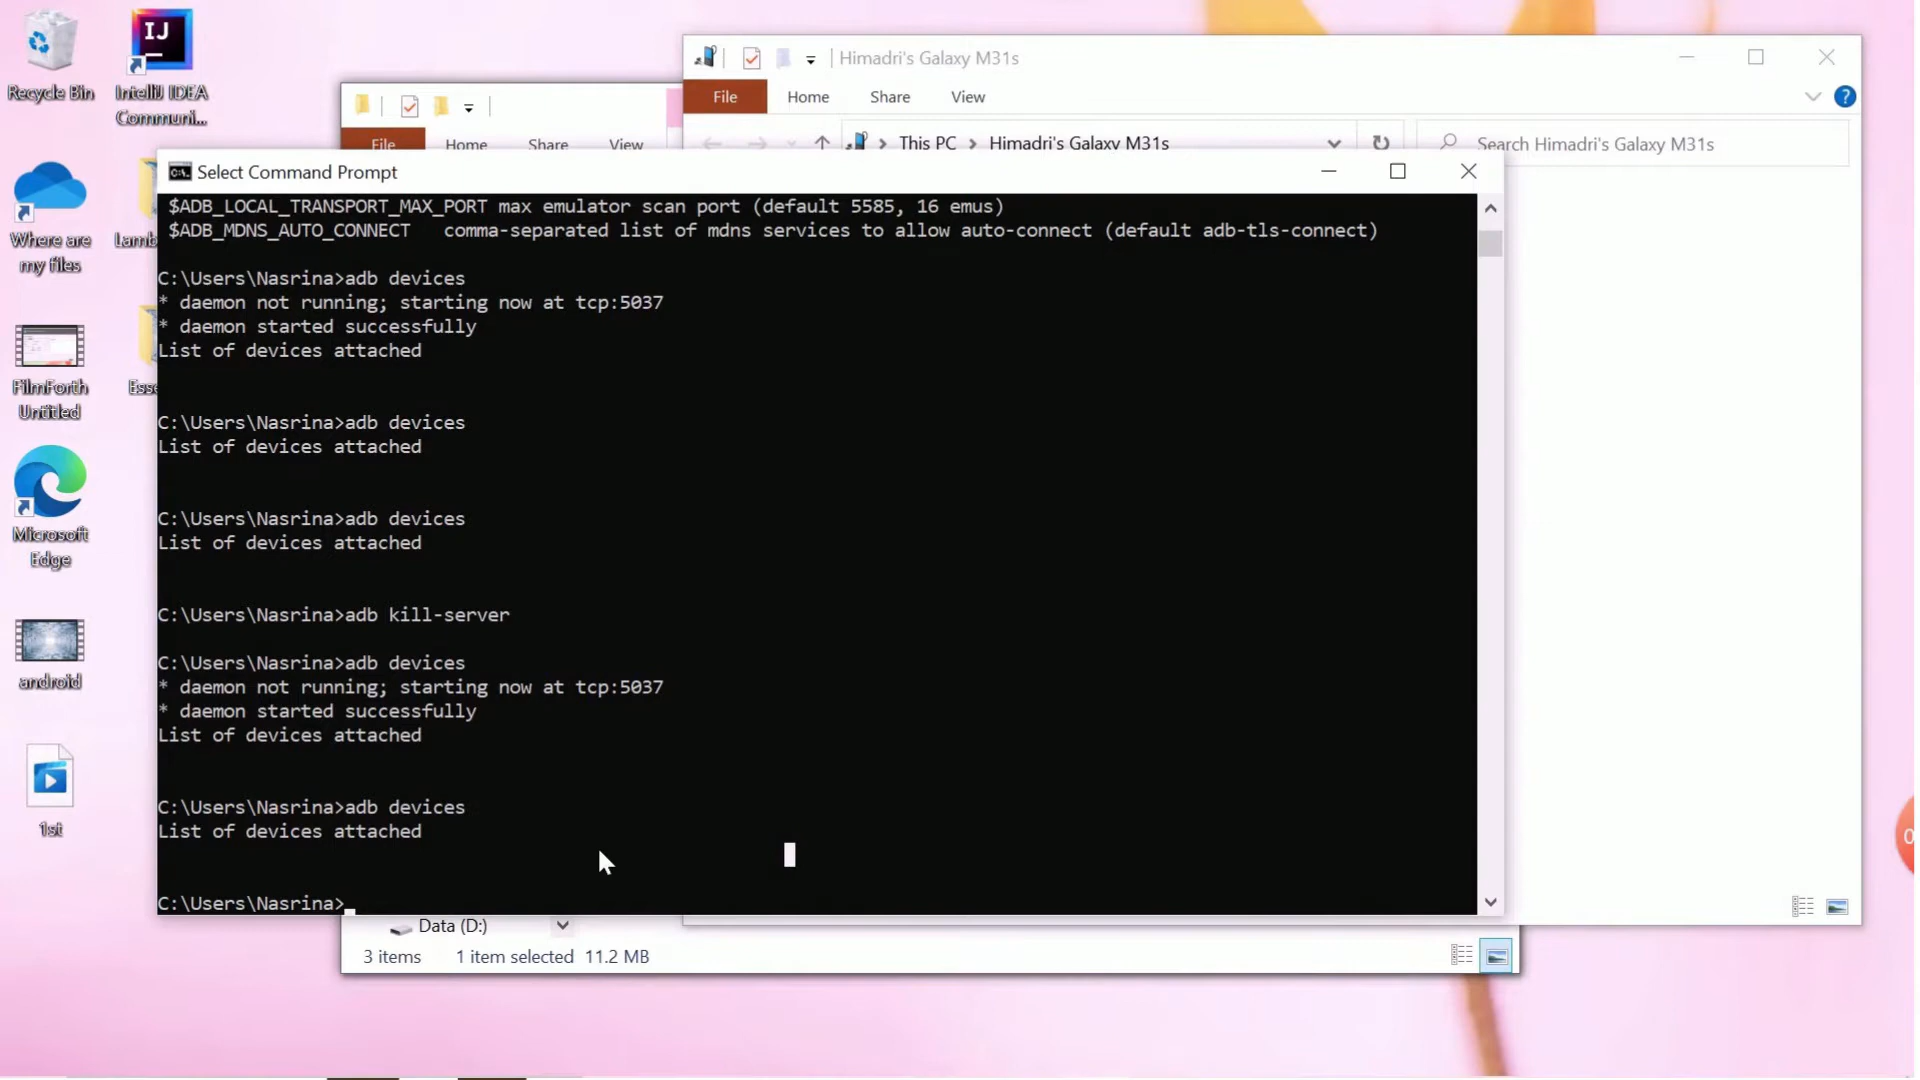 Recycle Bin
IntelliJ IDEA
Communi...
Where are
my files
Lamb
FilmForth
Untitled
Esse
Microsoft
Edge
android
1st
Himadri's Galaxy M31s
File
Home
Share
View
This PC
Himadri's Galaxy M31s
Search Himadri's Galaxy M31s
File
Home
Share
View
Select Command Prompt
$ADB_LOCAL_TRANSPORT_MAX_PORT max emulator scan port (default 5585, 16 emus)
$ADB_MDNS_AUTO_CONNECT   comma-separated list of mdns services to allow auto-connect (default adb-tls-connect)
C:\Users\Nasrina>adb devices
* daemon not running; starting now at tcp:5037
* daemon started successfully
List of devices attached
C:\Users\Nasrina>adb devices
List of devices attached
C:\Users\Nasrina>adb devices
List of devices attached
C:\Users\Nasrina>adb kill-server
C:\Users\Nasrina>adb devices
* daemon not running; starting now at tcp:5037
* daemon started successfully
List of devices attached
C:\Users\Nasrina>adb devices
List of devices attached
C:\Users\Nasrina>
Data (D:)
3 items
1 item selected 11.2 MB